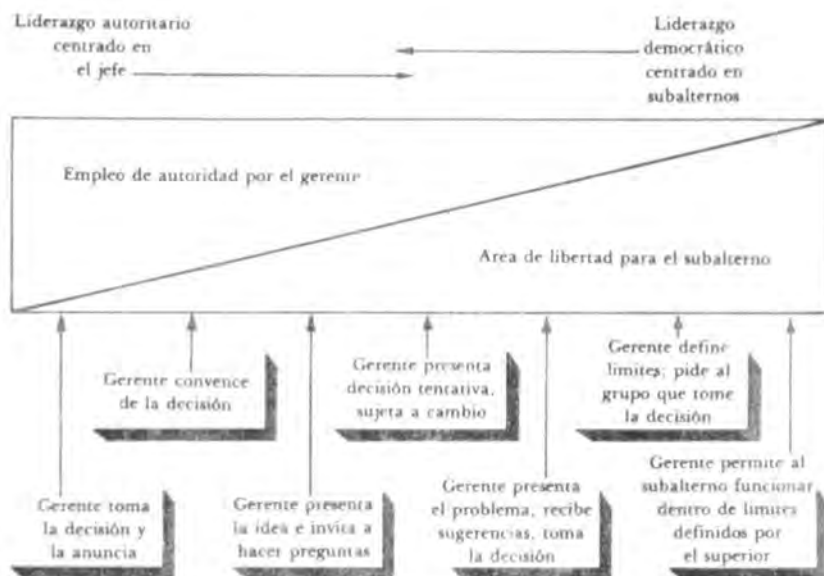 Liderazgo autoritario
centrado en
el jefe
Liderazgo
democrático
centrado en
subalternos
Empleo de autoridad por el gerente
Area de libertad para el subalterno
Gerente convence
de la decisión
Gerente presenta
decisión tentativa,
sujeta a cambio
Gerente define
limites; pide al
grupo que tome
la decisión
Gerente toma
la decisión y
la anuncia
Gerente presenta
la idea e invita a
hacer preguntas
Gerente presenta
el problema, recibe
sugerencias, toma
la decisión
Gerente permite al
subalterno funcionar
dentro de limites
definidos por
el superior